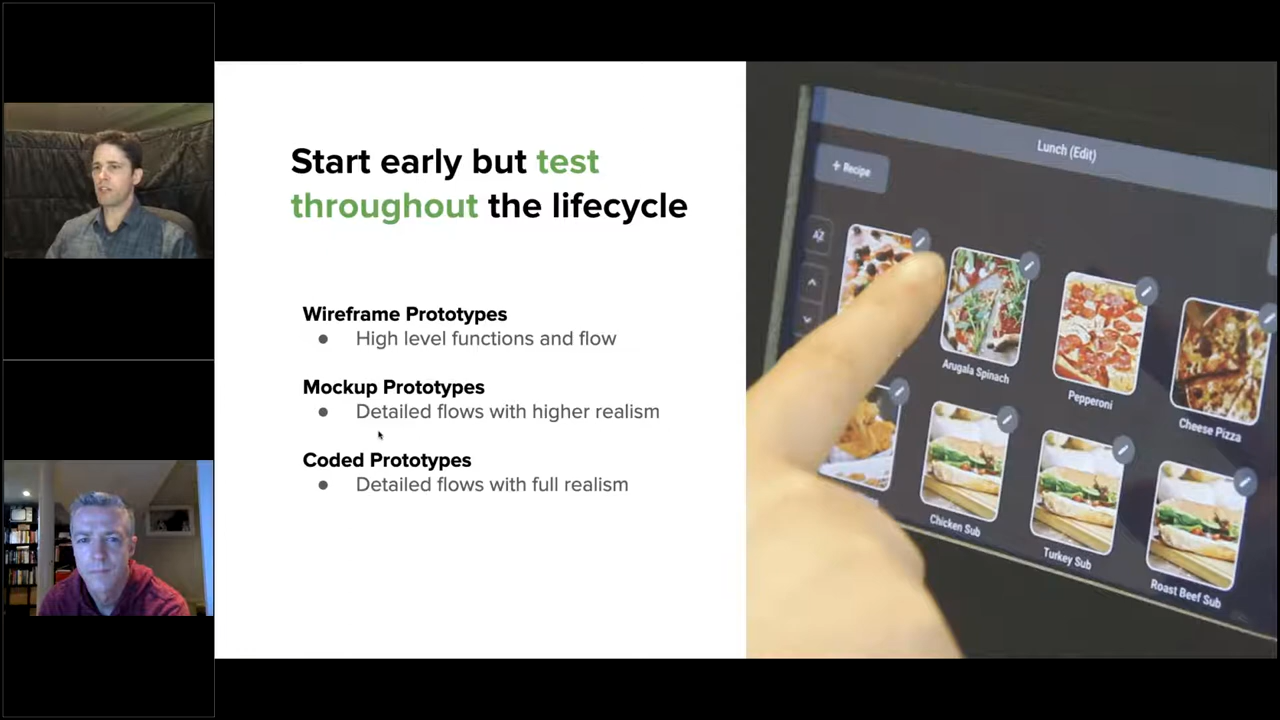 Start early but test
throughout the lifecycle
Wireframe Prototypes
● High level functions and flow
Mockup Prototypes
● Detailed flows with higher realism
Coded Prototypes
● Detailed flows with full realism
Lunch (Edit)
+ Recipe
AZ
Arugala Spinach
Pepperoni
Cheese Pizza
Chicken Sub
Turkey Sub
Roast Beef Sub